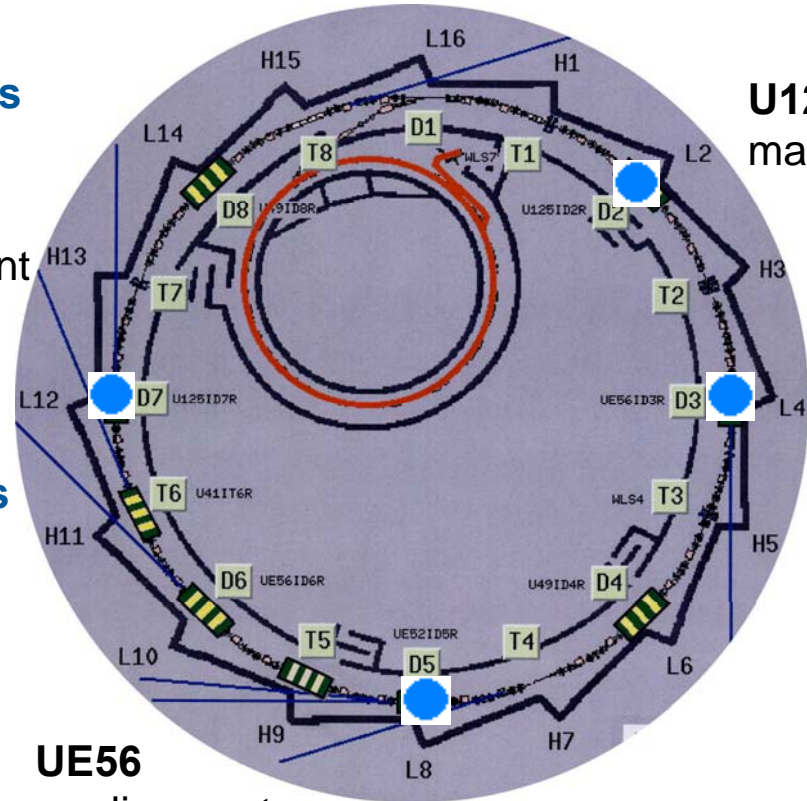 L16
H15
H1
s
U12
ma
L14
D1
WLS7
T8
T1
L2
D8
U49ID8R
U125ID2R
D2
nt
H13
H3
T7
T2
L12
D7
U125ID7R
UE56ID3R
D3
L4
s
T6
U41IT6R
WLS4
T3
H5
H11
D6
UE56ID6R
U49ID4R
D4
T5
UE52ID5R
T4
L10
D5
L6
H9
H7
UE56
L8